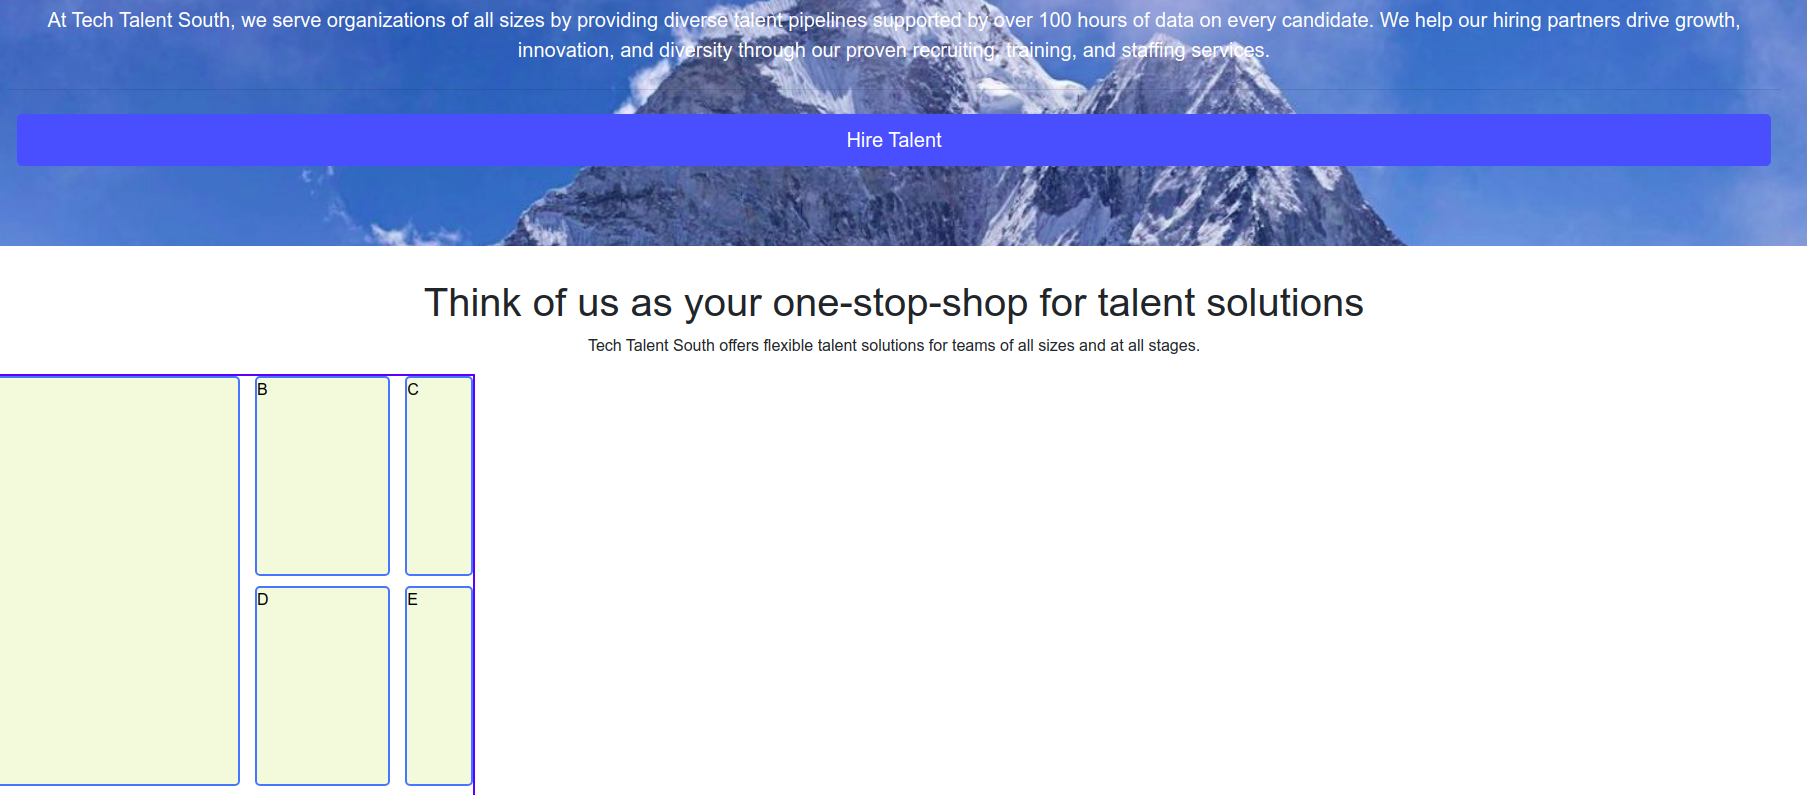 At Tech Talent South, we serve organizations of all sizes by providing diverse talent pipelines supported by over 100 hours of data on every candidate. We help our hiring partners drive growth,
innovation, and diversity through our proven recruiting, training, and staffing services.
Hire Talent
Think of us as your one-stop-shop for talent solutions
Tech Talent South offers flexible talent solutions for teams of all sizes and at all stages.
B
C
D
E